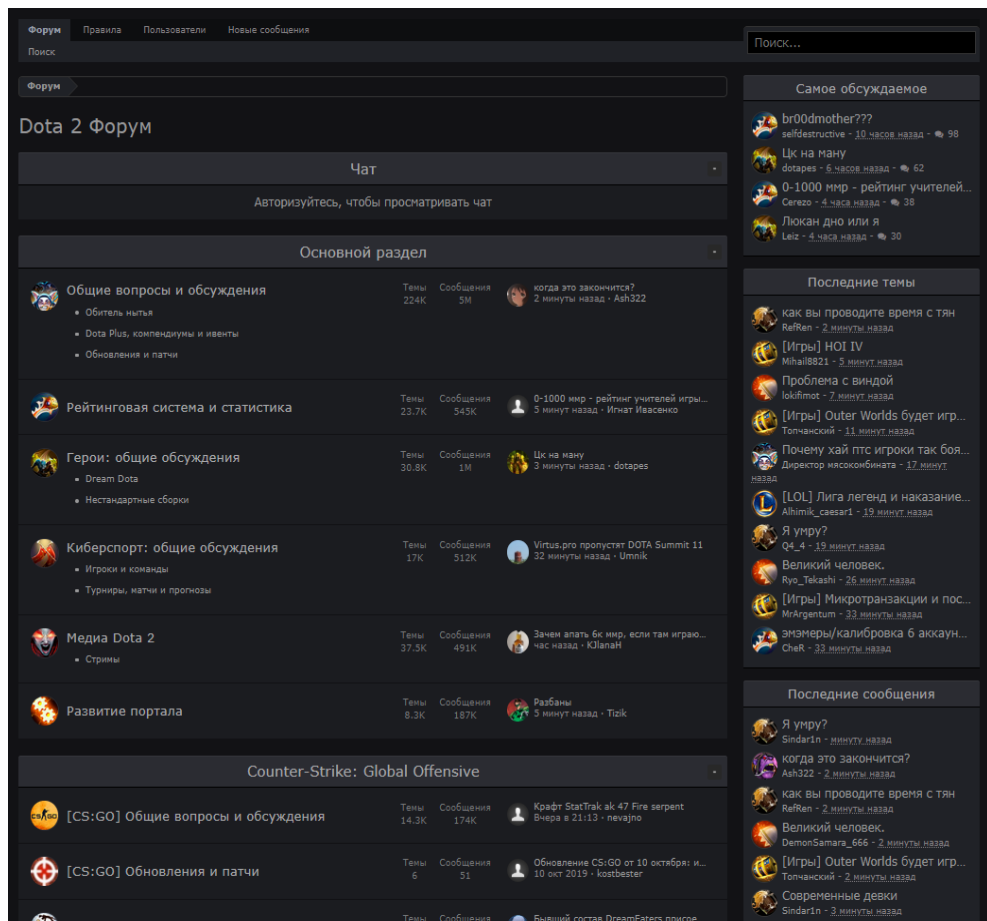 Форум Правила Пользователи Новые сообщения
Поиск
Поиск...
Форум
Dota 2 Форум
Чат
Авторизуйтесь, чтобы просматривать чат
Основной раздел
Общие вопросы и обсуждения
Обитель нытья
Dota Plus, компендиумы и ивенты
Обновления и патчи
Темы Сообщения
224K 5M
когда это закончится?
2 минуты назад · Ash322
Рейтинговая система и статистика
Темы Сообщения
23.7K 545K
0-1000 ммр - рейтинг учителей игры...
5 минут назад · Игнат Ивасенко
Герои: общие обсуждения
Dream Dota
Нестандартные сборки
Темы Сообщения
30.8K 1M
Цк на ману
3 минуты назад · dotapes
Киберспорт: общие обсуждения
Игроки и команды
Турниры, матчи и прогнозы
Темы Сообщения
17K 512K
Virtus.pro пропустят DOTA Summit 11
32 минуты назад · Umnik
Медиа Dota 2
Стримы
Темы Сообщения
37.5K 491K
Зачем апать 6к ммр, если там играю...
час назад · KJlanaH
Развитие портала
Темы Сообщения
8.3K 187K
Разбаны
5 минут назад · Tizik
Counter-Strike: Global Offensive
[CS:GO] Общие вопросы и обсуждения
Темы Сообщения
14.3K 174K
Крафт StatTrak ak 47 Fire serpent
Вчера в 21:13 · nevajno
[CS:GO] Обновления и патчи
Темы Сообщения
6 51
Обновление CS:GO от 10 октября: и...
10 окт 2019 · kostbester
Темы Сообщения
Бывший состав DreamEaters присое...
Самое обсуждаемое
br00dmother???
selfdestructive - 10 часов назад - 98
Цк на ману
dotapes - 6 часов назад - 62
0-1000 ммр - рейтинг учителей...
Cerezo - 4 часа назад - 38
Люкан дно или я
Leiz - 4 часа назад - 30
Последние темы
как вы проводите время с тян
RefRen - 2 минуты назад
[Игры] HOI IV
Mihail8821 - 5 минут назад
Проблема с виндой
lokifimot - 7 минут назад
[Игры] Outer Worlds будет игр...
Топчанский - 11 минут назад
Почему хай птс игроки так боя...
Директор мясокомбината - 17 минут
назад
[LOL] Лига легенд и наказание...
Alhimik_caesar1 - 19 минут назад
Я умру?
Q4_4 - 19 минут назад
Великий человек.
Ryo_Tekashi - 26 минут назад
[Игры] Микротранзакции и пос...
MrArgentum - 33 минуты назад
эмэмеры/калибровка 6 аккаун...
CheR - 33 минуты назад
Последние сообщения
Я умру?
Sindar1n - минуту назад
когда это закончится?
Ash322 - 2 минуты назад
как вы проводите время с тян
RefRen - 2 минуты назад
Великий человек.
DemonSamara_666 - 2 минуты назад
[Игры] Outer Worlds будет игр...
Топчанский - 2 минуты назад
Современные девки
Sindar1n - 3 минуты назад